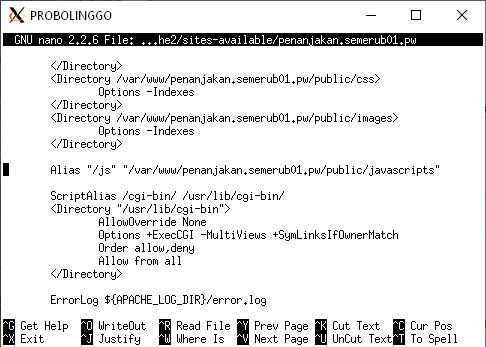 PROBOLINGGO
GNU nano 2.2.6 File: ...he2/sites-available/penanjakan.semerub01.pw
</Directory>
<Directory /var/www/penanjakan.semerub01.pw/public/css>
Options -Indexes
</Directory>
<Directory /var/www/penanjakan.semerub01.pw/public/images>
Options -Indexes
</Directory>
Alias "/js" "/var/www/penanjakan.semerub01.pw/public/javascripts"
ScriptAlias /cgi-bin/ /usr/lib/cgi-bin/
<Directory "/usr/lib/cgi-bin">
AllowOverride None
Options +ExecCGI -MultiViews +SymLinksIfOwnerMatch
Order allow,deny
Allow from all
</Directory>
ErrorLog ${APACHE_LOG_DIR}/error.log
^G Get Help ^O WriteOut ^R Read File ^Y Prev Page ^K Cut Text ^C Cur Pos
^X Exit ^J Justify ^W Where Is ^V Next Page ^U UnCut Text ^T To Spell